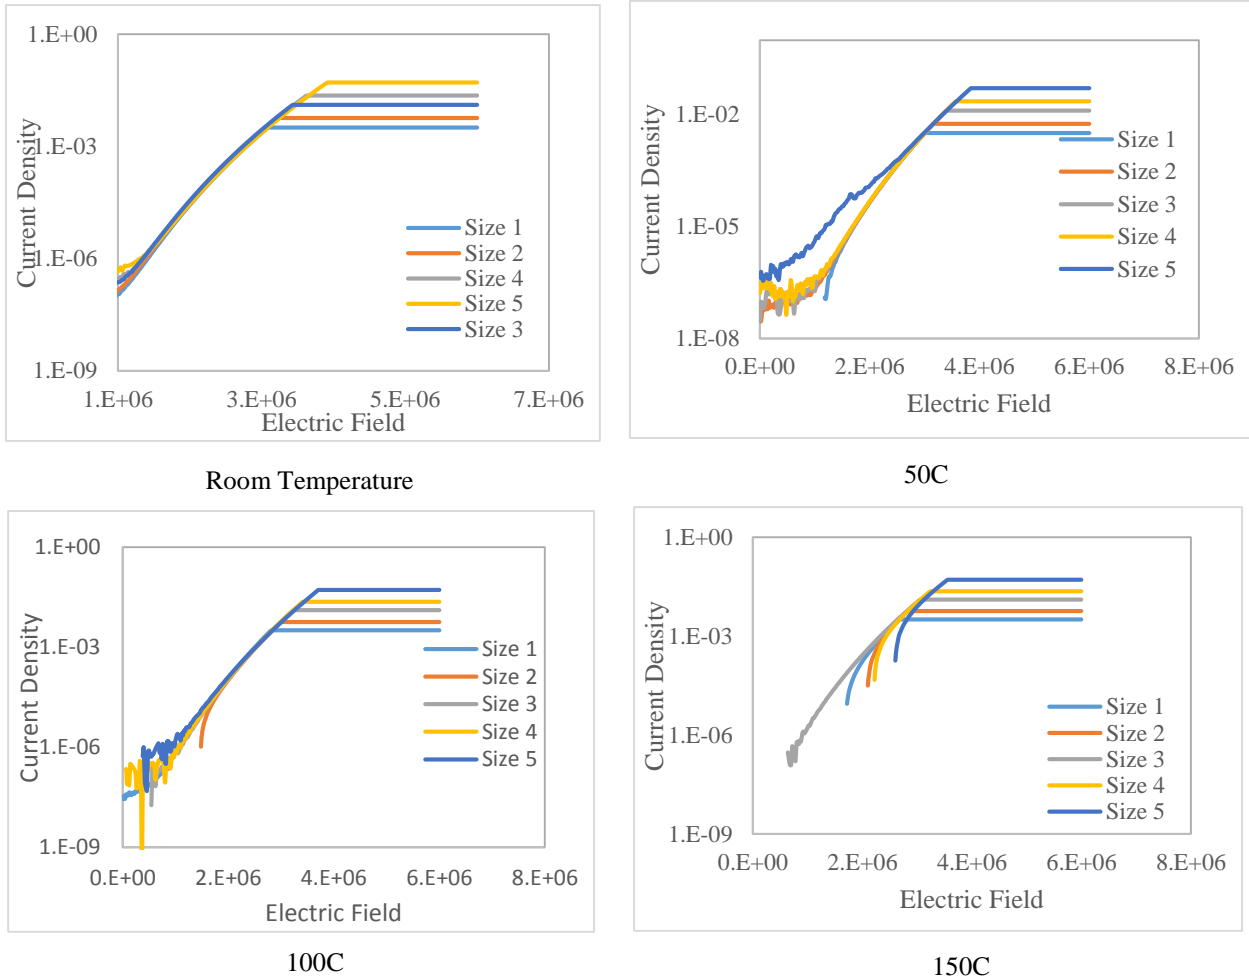 1.E+00
1.E-03
1.E-06
1.E-09
Current Density
1.E+06
3.E+06
5.E+06
7.E+06
Electric Field
Size 1
Size 2
Size 4
Size 5
Size 3
Room Temperature
1.E-02
1.E-05
1.E-08
Current Density
0.E+00
2.E+06
4.E+06
6.E+06
8.E+06
Electric Field
Size 1
Size 2
Size 3
Size 4
Size 5
50C
1.E+00
1.E-03
1.E-06
1.E-09
Current Density
0.E+00
2.E+06
4.E+06
6.E+06
8.E+06
Electric Field
Size 1
Size 2
Size 3
Size 4
Size 5
100C
1.E+00
1.E-03
1.E-06
1.E-09
Current Density
0.E+00
2.E+06
4.E+06
6.E+06
8.E+06
Electric Field
Size 1
Size 2
Size 3
Size 4
Size 5
150C